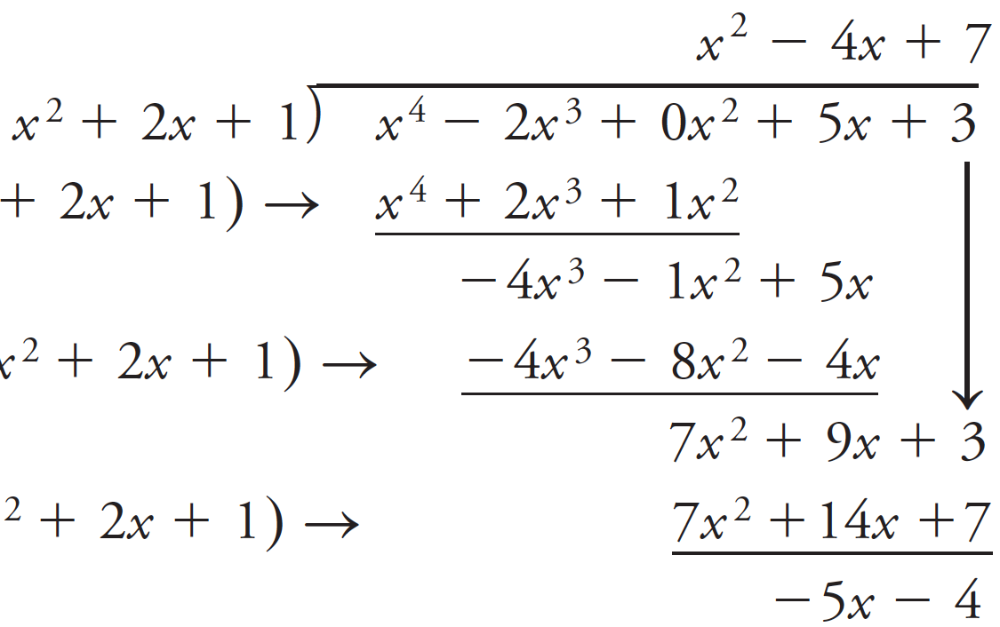 x² − 4x + 7
x² + 2x + 1) x⁴ − 2x³ + 0x² + 5x + 3
+ 2x + 1) → x⁴ + 2x³ + 1x²
−4x³ − 1x² + 5x
x² + 2x + 1) → −4x³ − 8x² − 4x
7x² + 9x + 3
² + 2x + 1) → 7x² + 14x + 7
−5x − 4